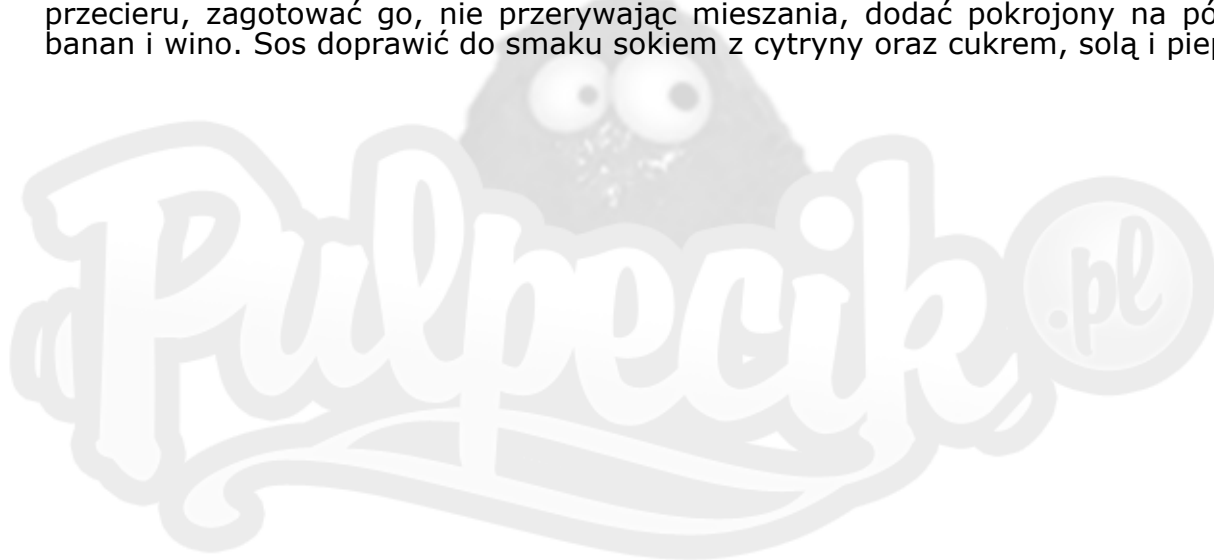 przecieru, zagotować go, nie przerywając mieszania, dodać pokrojony na
banan i wino. Sos doprawić do smaku sokiem z cytryny oraz cukrem, solą i
Pulpecik .pl